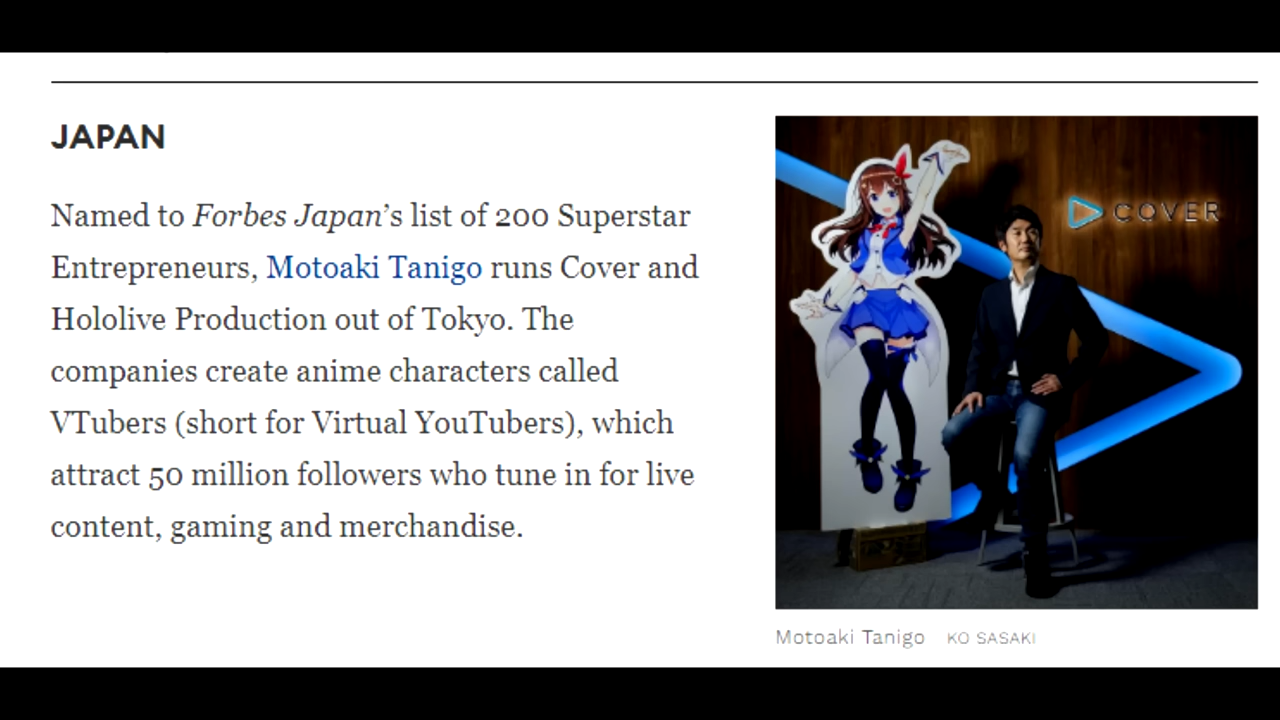 JAPAN
Named to Forbes Japan’s list of 200 Superstar
Entrepreneurs, Motoaki Tanigo runs Cover and
Hololive Production out of Tokyo. The
companies create anime characters called
VTubers (short for Virtual YouTubers), which
attract 50 million followers who tune in for live
content, gaming and merchandise.
COVER
Motoaki Tanigo KO SASAKI